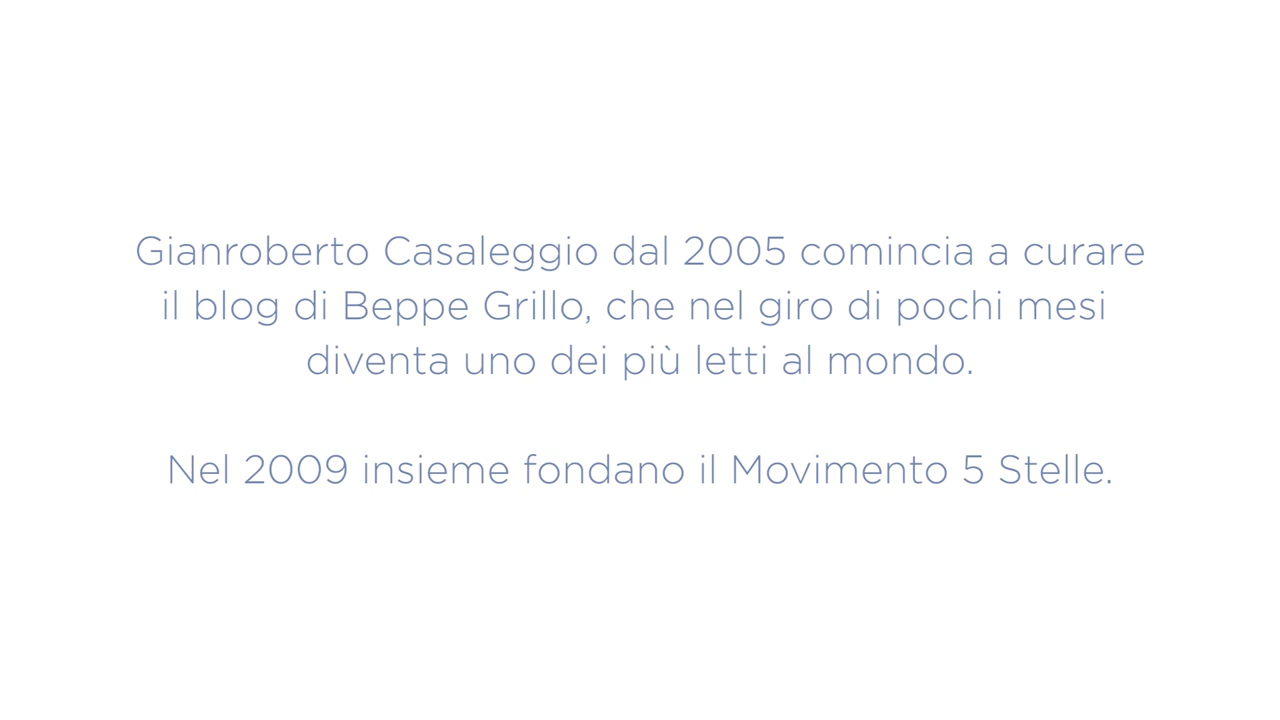 Gianroberto Casaleggio dal 2005 comincia a curare
il blog di Beppe Grillo, che nel giro di pochi mesi
diventa uno dei più letti al mondo.
Nel 2009 insieme fondano il Movimento 5 Stelle.